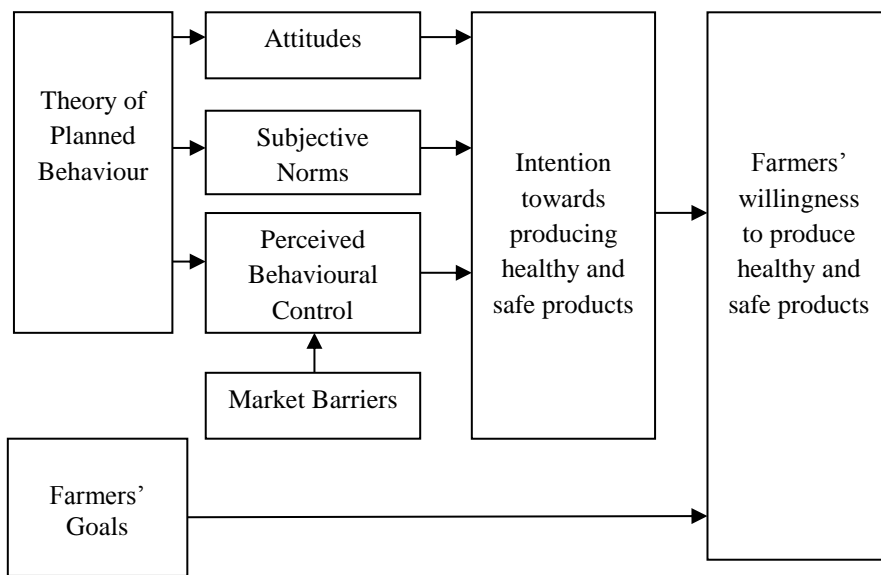 Theory of
Planned
Behaviour
Attitudes
Subjective
Norms
Perceived
Behavioural
Control
Market Barriers
Intention
towards
producing
healthy and
safe products
Farmers’
willingness
to produce
healthy and
safe products
Farmers’
Goals